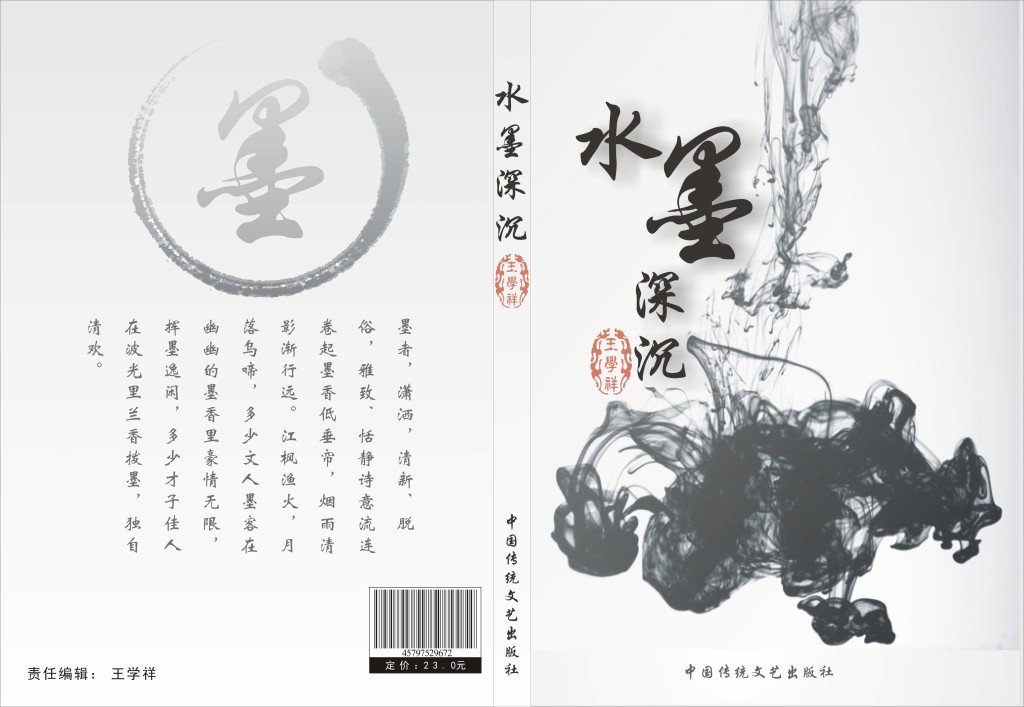 墨
墨者，潇洒，清新、脱
俗，雅致、恬静诗意流连
卷起墨香低垂帘，烟雨清
影渐行远。江枫渔火，月
落乌啼，多少文人墨客在
幽幽的墨香里豪情无限，
挥墨逸闲，多少才子佳人
在波光里兰香拨墨，独自
清欢。
45797529672
定价：23.0元
责任编辑： 王学祥
水墨深沉
王學祥
中国传统文艺出版社
水墨
深沉
王學祥
中国传统文艺出版社